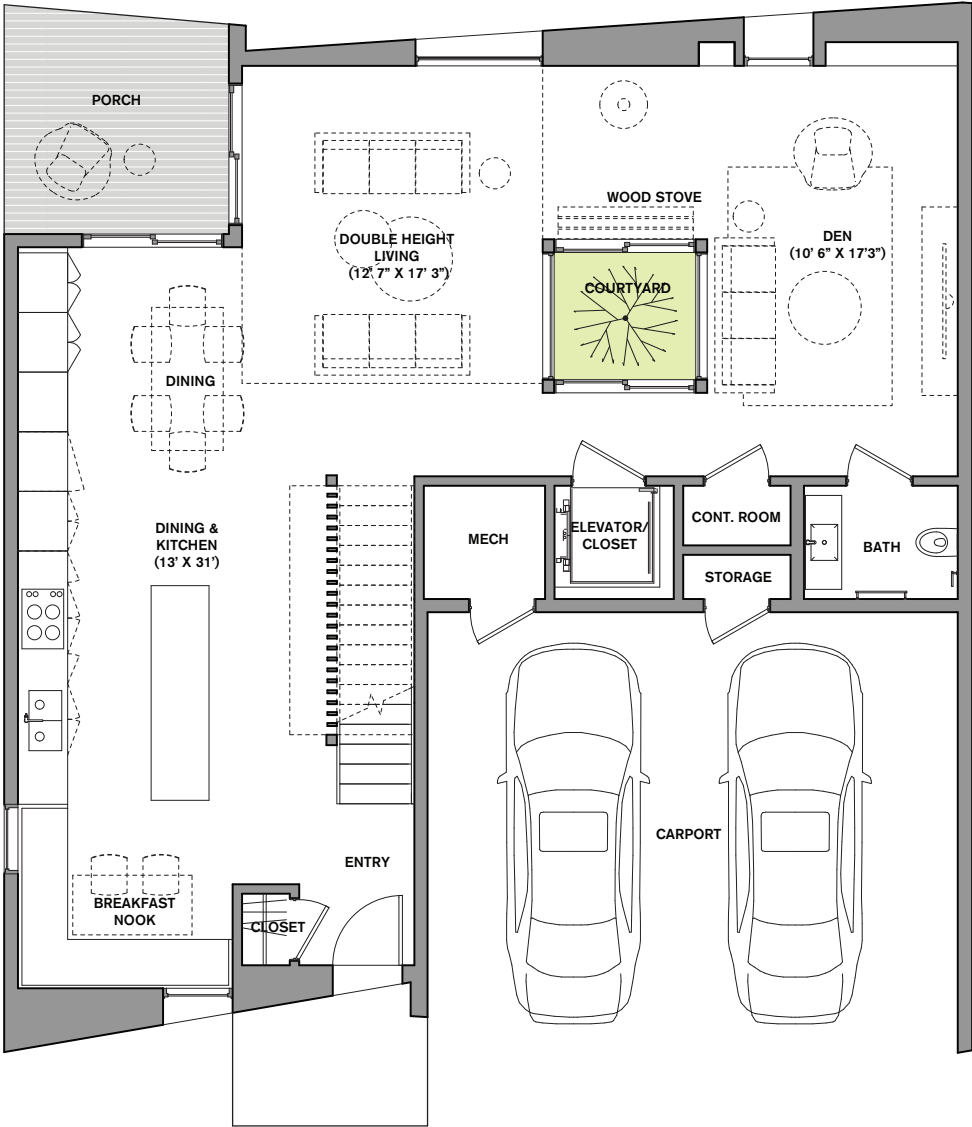 PORCH
WOOD STOVE
DOUBLE HEIGHT
LIVING
(12' 7” X 17' 3”)
DEN
(10' 6” X 17'3”)
COURTYARD
DINING
DINING &
KITCHEN
(13' X 31')
MECH
ELEVATOR/
CLOSET
CONT. ROOM
STORAGE
BATH
CARPORT
ENTRY
BREAKFAST
NOOK
CLOSET